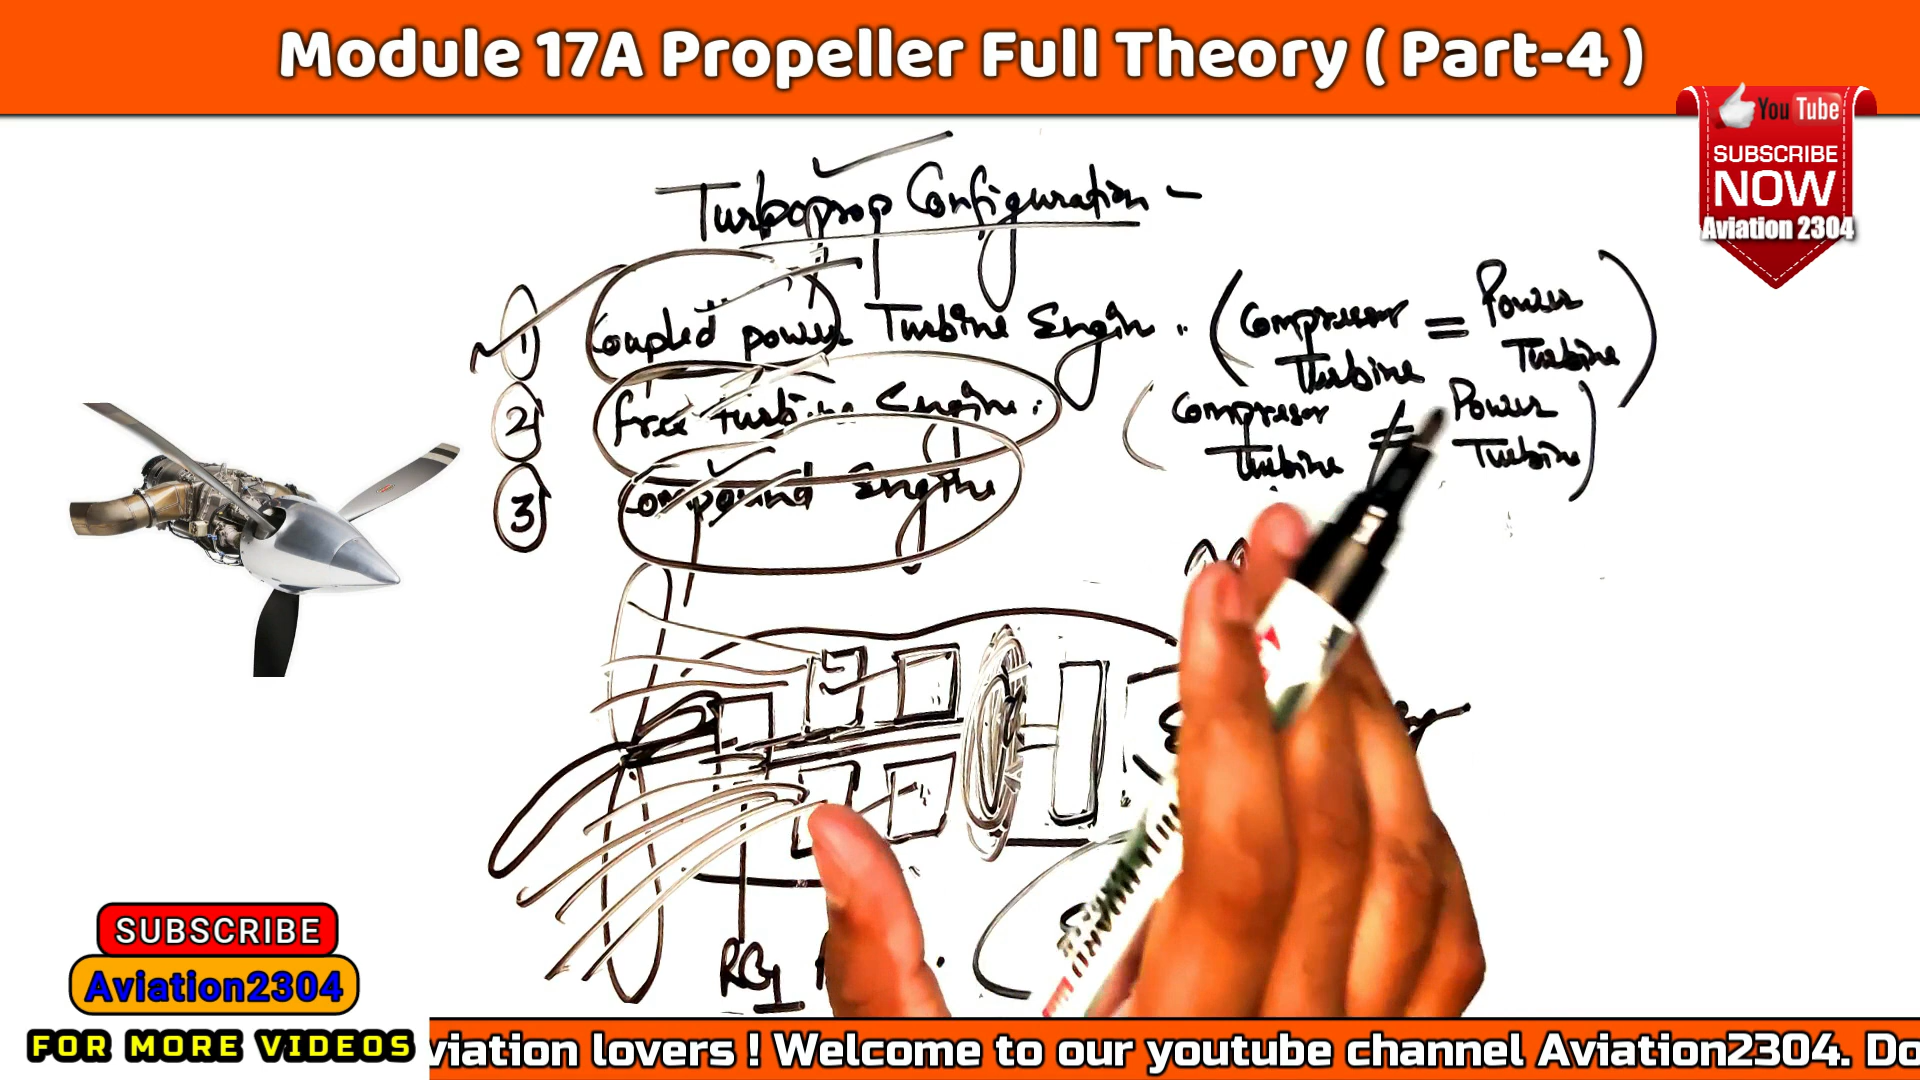 Module 17A Propeller Full Theory ( Part-4 )
You Tube
SUBSCRIBE
NOW
Aviation 2304
Turboprop Configuration -
1 Coupled power Turbine Engin. (Compressor Turbine = Power Turbine)
2 free turbine Engine. (Compressor Turbine ≠ Power Turbine)
3 Compound Engine
RG
SUBSCRIBE
Aviation2304
FOR MORE VIDEOS
viation lovers ! Welcome to our youtube channel Aviation2304. Do